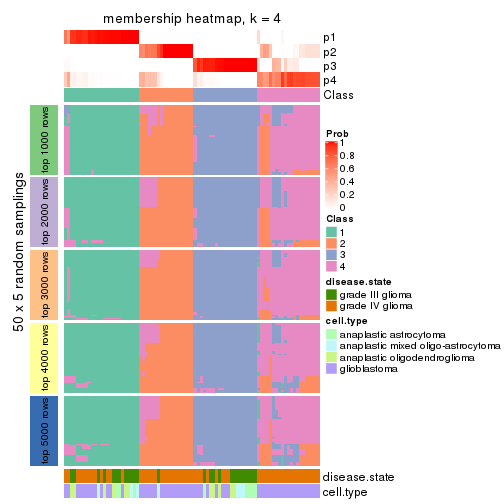 membership heatmap, k = 4
p1
p2
p3
p4
Class
50 x 5 random samplings
top 1000 rows
top 2000 rows
top 3000 rows
top 4000 rows
top 5000 rows
disease.state
cell.type
Prob
1
0.8
0.6
0.4
0.2
0
Class
1
2
3
4
disease.state
grade III glioma
grade IV glioma
cell.type
anaplastic astrocytoma
anaplastic mixed oligo-astrocytoma
anaplastic oligodendroglioma
glioblastoma